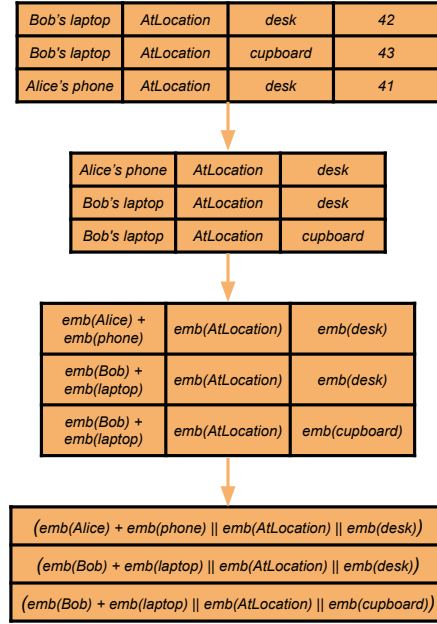 Bob's laptop AtLocation desk 42
Bob's laptop AtLocation cupboard 43
Alice's phone AtLocation desk 41
Alice's phone AtLocation desk
Bob's laptop AtLocation desk
Bob's laptop AtLocation cupboard
emb(Alice) + emb(phone) emb(AtLocation) emb(desk)
emb(Bob) + emb(laptop) emb(AtLocation) emb(desk)
emb(Bob) + emb(laptop) emb(AtLocation) emb(cupboard)
(emb(Alice) + emb(phone) || emb(AtLocation) || emb(desk))
(emb(Bob) + emb(laptop) || emb(AtLocation) || emb(desk))
(emb(Bob) + emb(laptop) || emb(AtLocation) || emb(cupboard))